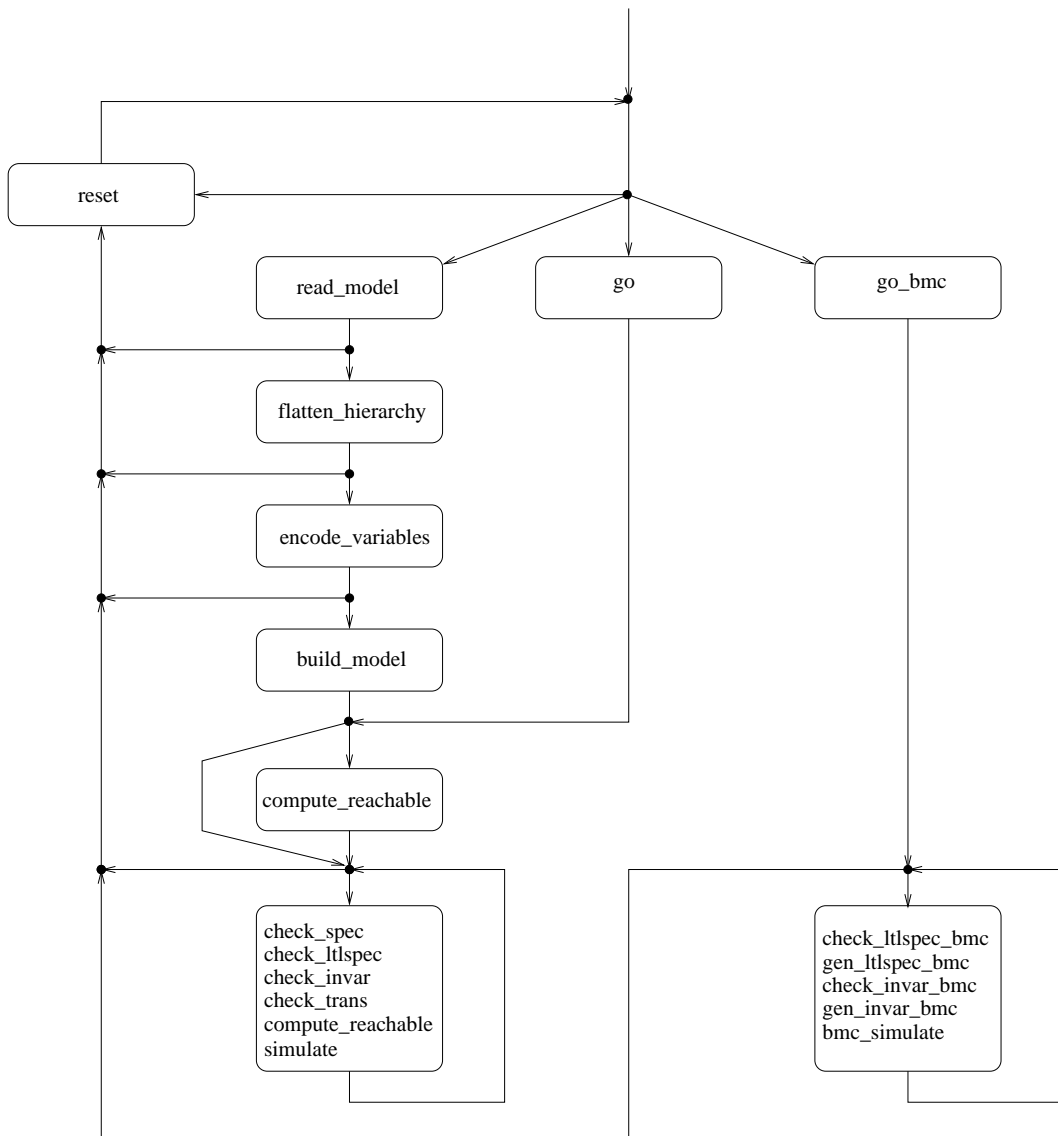 reset
read_model
go
go_bmc
flatten_hierarchy
encode_variables
build_model
compute_reachable
check_spec
check_ltlspec
check_invar
check_trans
compute_reachable
simulate
check_ltlspec_bmc
gen_ltlspec_bmc
check_invar_bmc
gen_invar_bmc
bmc_simulate